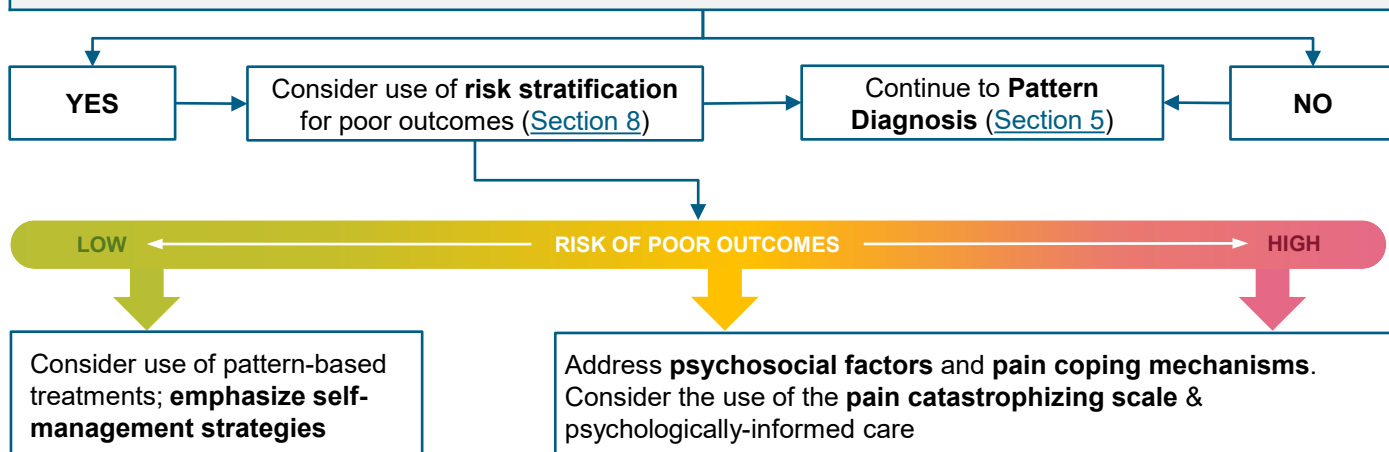 YES
Consider use of risk stratification
for poor outcomes (Section 8)
Continue to Pattern
Diagnosis (Section 5)
NO
LOW
RISK OF POOR OUTCOMES
HIGH
Consider use of pattern-based
treatments; emphasize self-
management strategies
Address psychosocial factors and pain coping mechanisms.
Consider the use of the pain catastrophizing scale &
psychologically-informed care